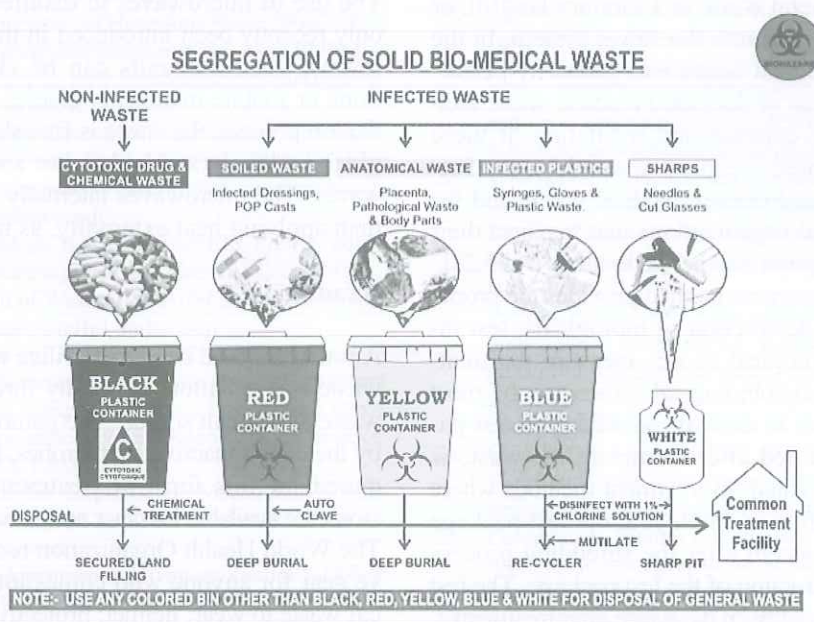 SEGREGATION OF SOLID BIO-MEDICAL WASTE
NON-INFECTED
WASTE
INFECTED WASTE
CYTOTOXIC DRUG &
CHEMICAL WASTE
SOILED WASTE
ANATOMICAL WASTE
INFECTED PLASTICS
SHARPS
Infected Dressings,
POP Casts
Placenta,
Pathological Waste
& Body Parts
Syringes, Gloves &
Plastic Waste.
Needles &
Cut Glasses
BLACK
PLASTIC
CONTAINER
C
CYTOTOXIC
CYTOTOXIQUE
RED
PLASTIC
CONTAINER
YELLOW
PLASTIC
CONTAINER
BLUE
PLASTIC
CONTAINER
WHITE
PLASTIC
CONTAINER
DISPOSAL
CHEMICAL
TREATMENT
AUTO
CLAVE
DISINFECT WITH 1%
CHLORINE SOLUTION
MUTILATE
Common
Treatment
Facility
SECURED LAND
FILLING
DEEP BURIAL
DEEP BURIAL
RE-CYCLER
SHARP PIT
NOTE:- USE ANY COLORED BIN OTHER THAN BLACK, RED, YELLOW, BLUE & WHITE FOR DISPOSAL OF GENERAL WASTE